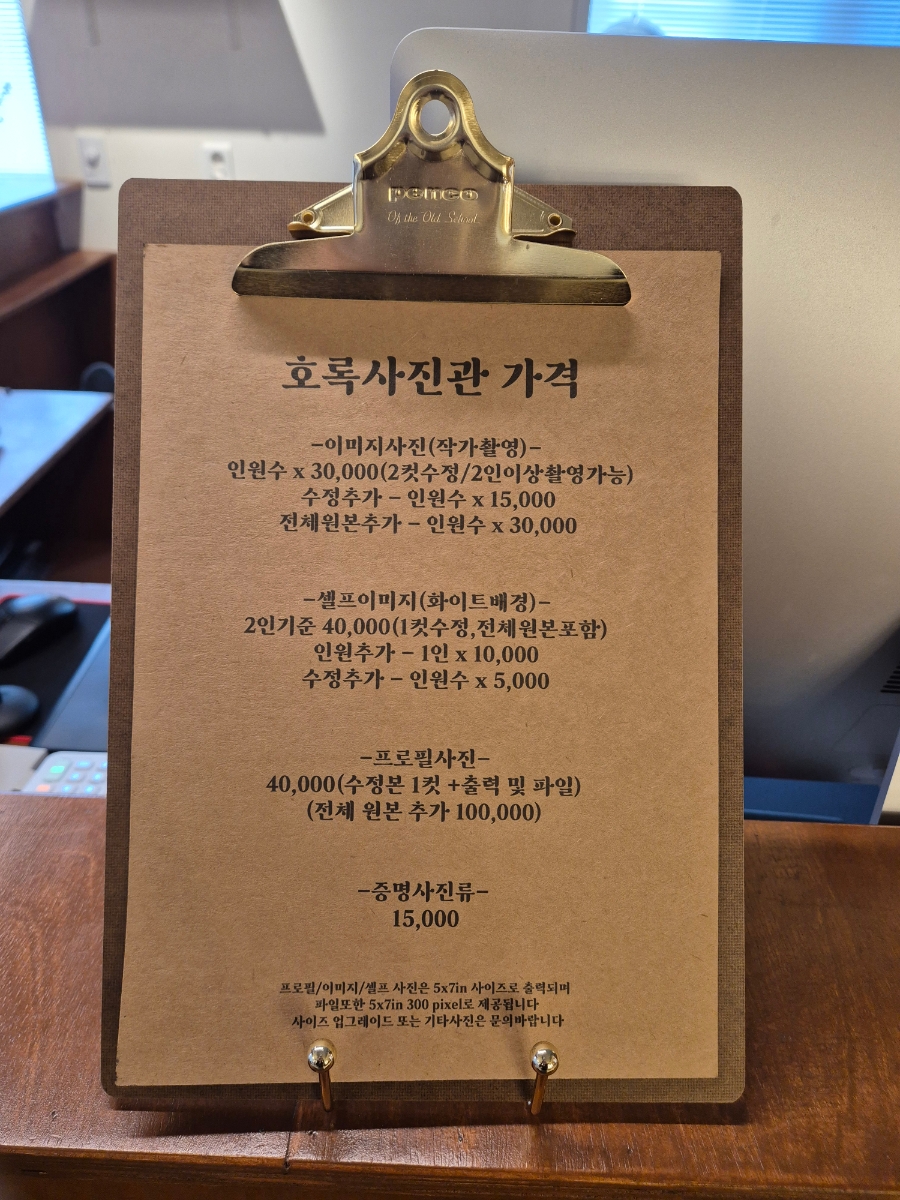 penco
Of the Old School.
호록사진관 가격
-이미지사진(작가촬영)-
인원수 x 30,000(2컷수정/2인이상촬영가능)
수정추가 - 인원수 x 15,000
전체원본추가 - 인원수 x 30,000
-셀프이미지(화이트배경)-
2인기준 40,000(1컷수정,전체원본포함)
인원추가 - 1인 x 10,000
수정추가 - 인원수 x 5,000
-프로필사진-
40,000(수정본 1컷 +출력 및 파일)
(전체 원본 추가 100,000)
-증명사진류-
15,000
프로필/이미지/셀프 사진은 5x7in 사이즈로 출력되며
파일또한 5x7in 300 pixel로 제공됩니다
사이즈 업그레이드 또는 기타사진은 문의바랍니다